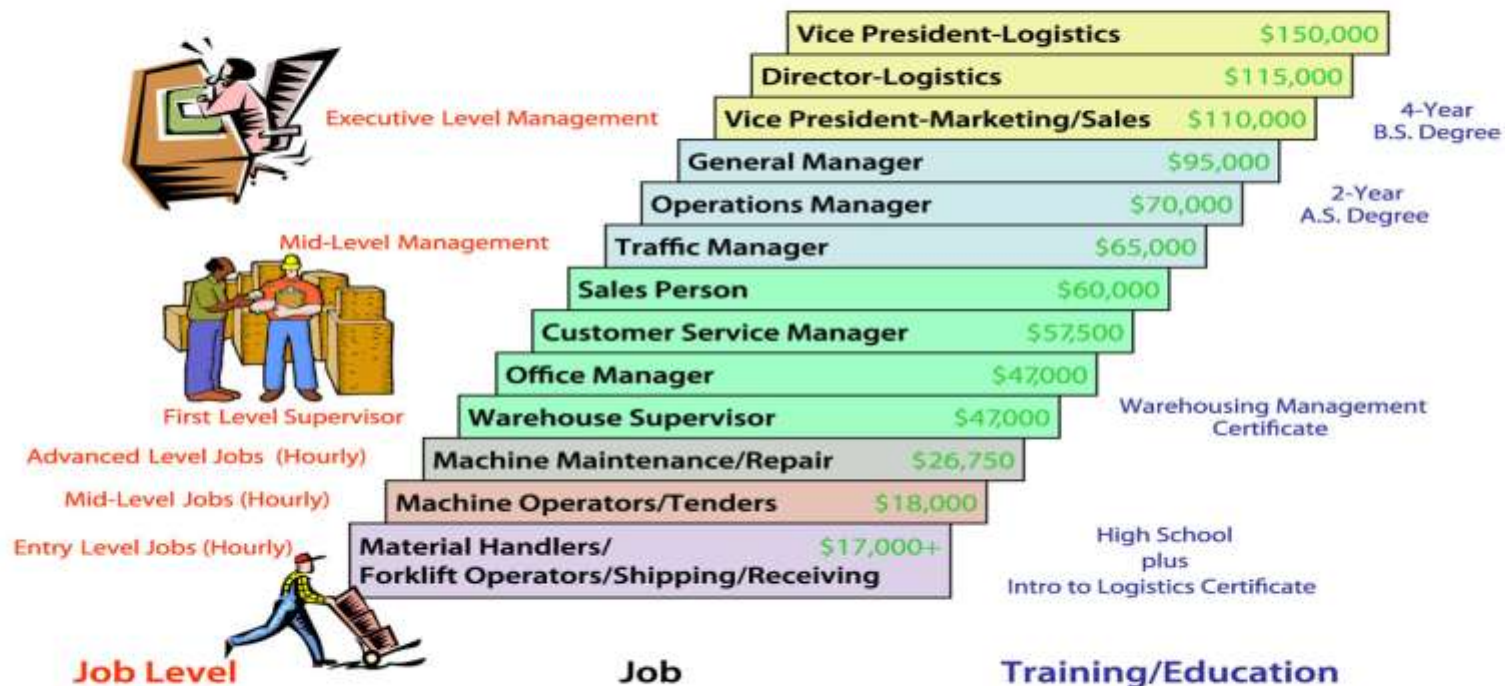 Vice President-Logistics $150,000
Director-Logistics $115,000
Executive Level Management Vice President-Marketing/Sales $110,000 4-Year
B.S. Degree
General Manager $95,000
Operations Manager $70,000 2-Year
A.S. Degree
Mid-Level Management Traffic Manager $65,000
Sales Person $60,000
Customer Service Manager $57,500
Office Manager $47,000
First Level Supervisor Warehouse Supervisor $47,000 Warehousing Management
Certificate
Advanced Level Jobs (Hourly) Machine Maintenance/Repair $26,750
Mid-Level Jobs (Hourly) Machine Operators/Tenders $18,000
Entry Level Jobs (Hourly) Material Handlers/ $17,000+ High School
Forklift Operators/Shipping/Receiving plus
Intro to Logistics Certificate
Job Level Job Training/Education